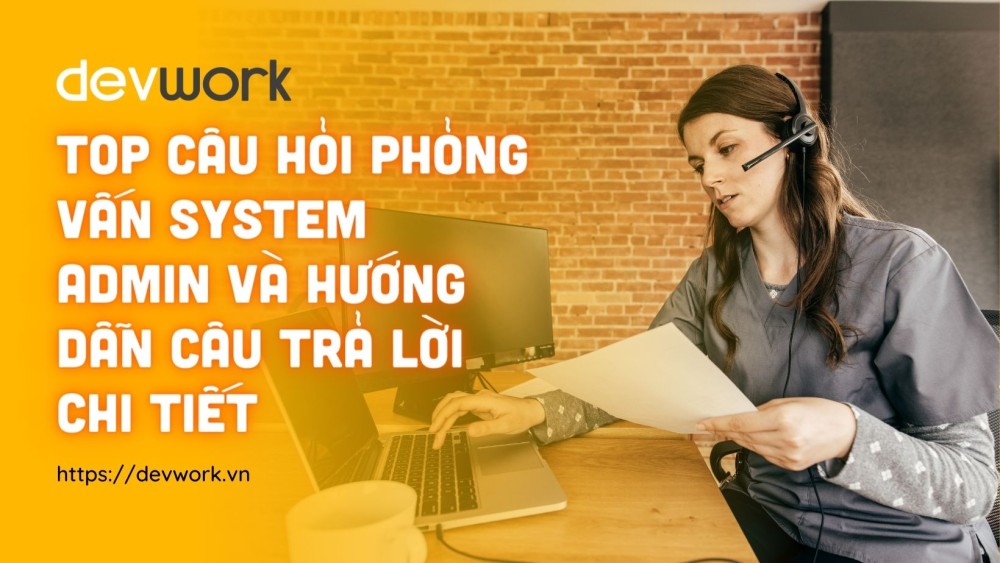 devwork
TOP CÂU HỎI PHỎNG
VẤN SYSTEM
ADMIN VÀ HƯỚNG
DẪN CÂU TRẢ LỜI
CHI TIẾT
https://devwork.vn